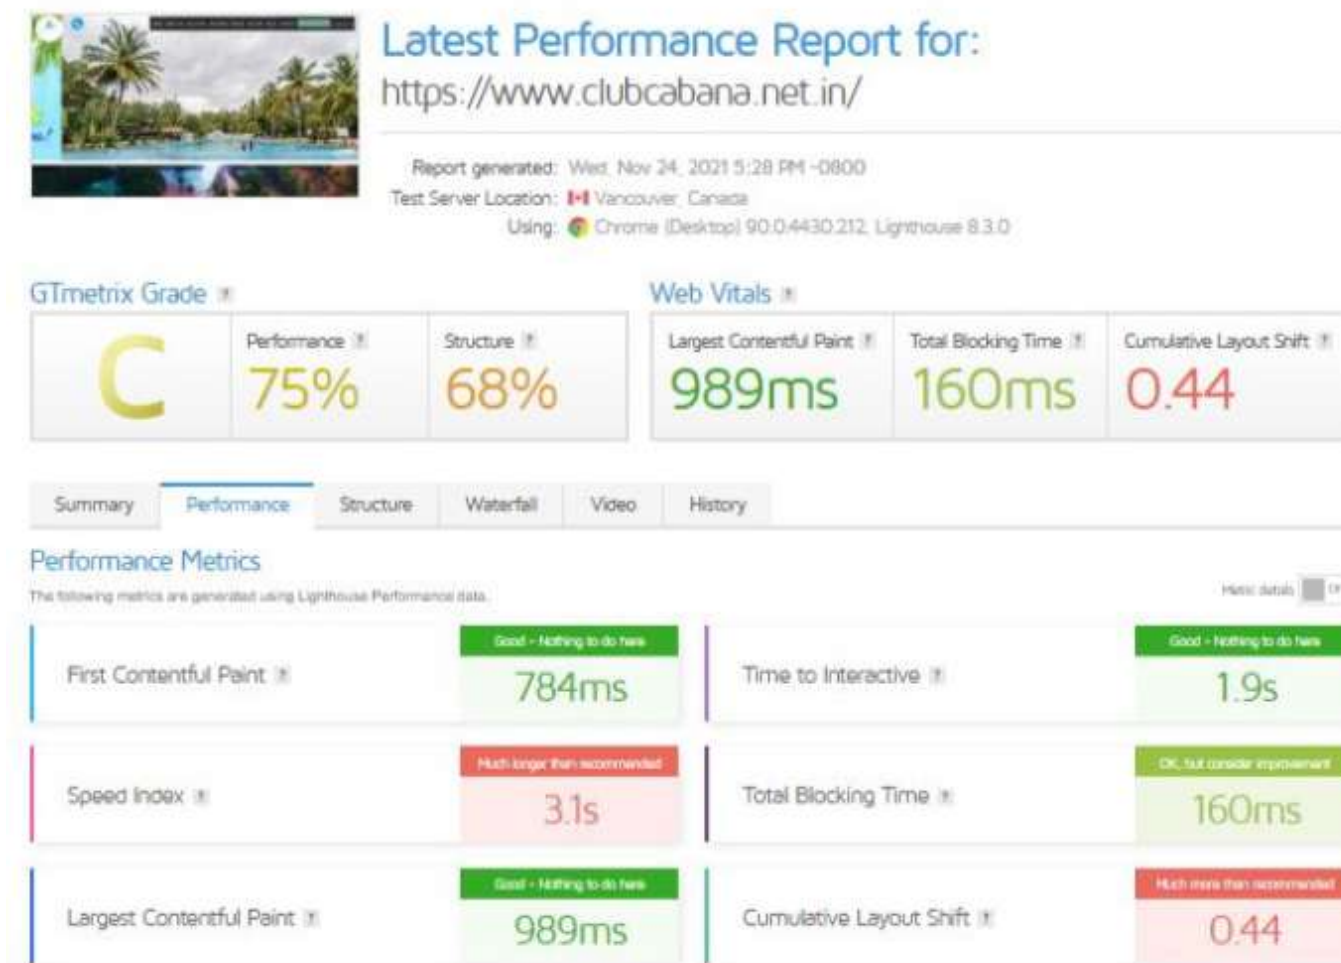 Latest Performance Report for:
https://www.clubcabana.net.in/
Report generated: Wed, Nov 24, 2021 5:28 PM -0800
Test Server Location: Vancouver, Canada
Using: Chrome (Desktop) 90.0.4430.212, Lighthouse 8.3.0
GTmetrix Grade ?
Web Vitals ?
C
Performance ?
75%
Structure ?
68%
Largest Contentful Paint ?
989ms
Total Blocking Time ?
160ms
Cumulative Layout Shift ?
0.44
Summary Performance Structure Waterfall Video History
Performance Metrics
The following metrics are generated using Lighthouse Performance data.
Metric details
First Contentful Paint ?
Good - Nothing to do here
784ms
Time to Interactive ?
Good - Nothing to do here
1.9s
Speed Index ?
Much longer than recommended
3.1s
Total Blocking Time ?
OK, but consider improvement
160ms
Largest Contentful Paint ?
Good - Nothing to do here
989ms
Cumulative Layout Shift ?
Much more than recommended
0.44